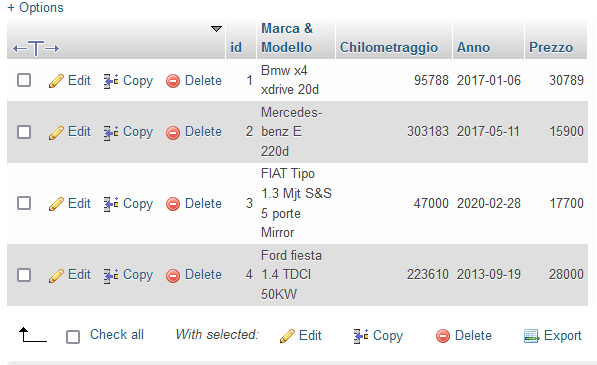 + Options
←T→ id Marca & Modello Chilometraggio Anno Prezzo
Edit Copy Delete 1 Bmw x4 xdrive 20d 95788 2017-01-06 30789
Edit Copy Delete 2 Mercedes-benz E 220d 303183 2017-05-11 15900
Edit Copy Delete 3 FIAT Tipo 1.3 Mjt S&S 5 porte Mirror 47000 2020-02-28 17700
Edit Copy Delete 4 Ford fiesta 1.4 TDCI 50KW 223610 2013-09-19 28000
Check all With selected: Edit Copy Delete Export